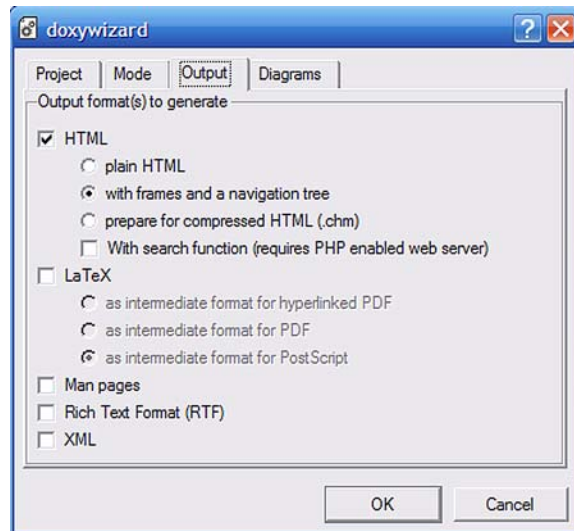 doxywizard
Project Mode Output Diagrams
Output format(s) to generate
HTML
plain HTML
with frames and a navigation tree
prepare for compressed HTML (.chm)
With search function (requires PHP enabled web server)
LaTeX
as intermediate format for hyperlinked PDF
as intermediate format for PDF
as intermediate format for PostScript
Man pages
Rich Text Format (RTF)
XML
OK Cancel